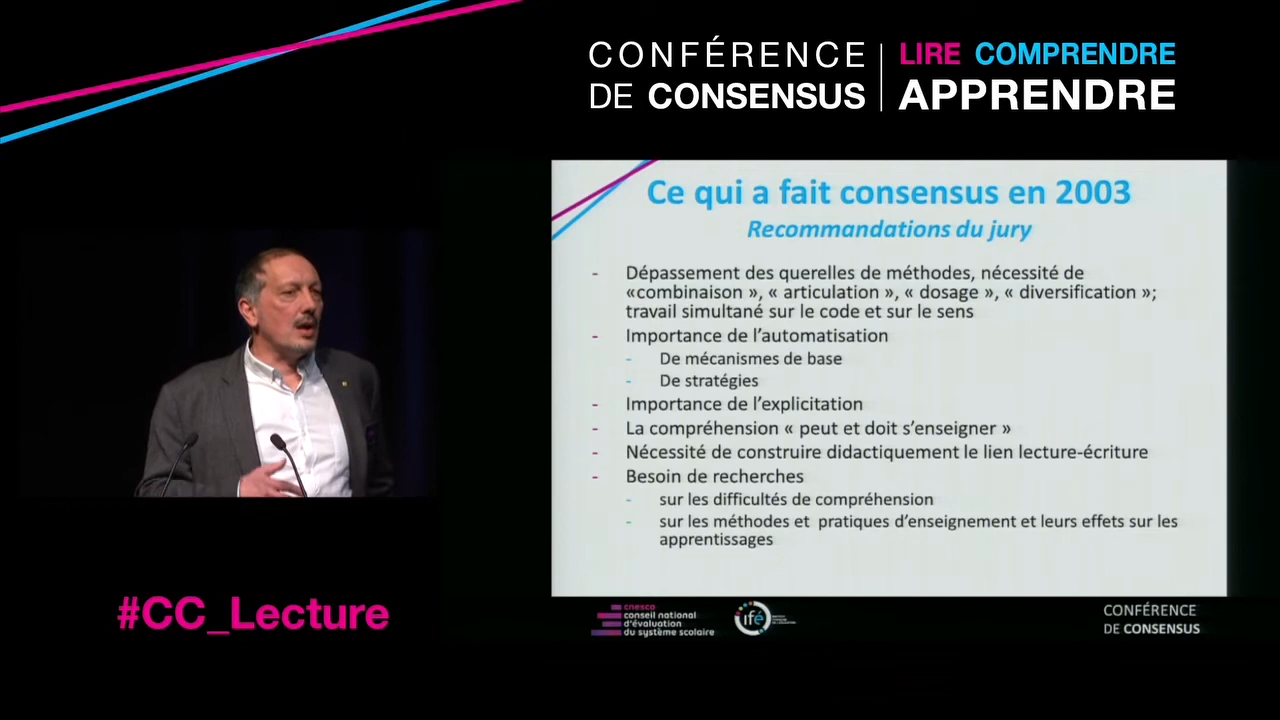 CONFÉRENCE
DE CONSENSUS
LIRE COMPRENDRE
APPRENDRE
Ce qui a fait consensus en 2003
Recommandations du jury
- Dépassement des querelles de méthodes, nécessité de
«combinaison », « articulation », « dosage », « diversification »;
travail simultané sur le code et sur le sens
- Importance de l’automatisation
- De mécanismes de base
- De stratégies
- Importance de l’explicitation
- La compréhension « peut et doit s’enseigner »
- Nécessité de construire didactiquement le lien lecture-écriture
- Besoin de recherches
- sur les difficultés de compréhension
- sur les méthodes et pratiques d’enseignement et leurs effets sur les
apprentissages
#CC_Lecture
cnesco
conseil national
d'évaluation
du système scolaire
ifé
CONFÉRENCE
DE CONSENSUS